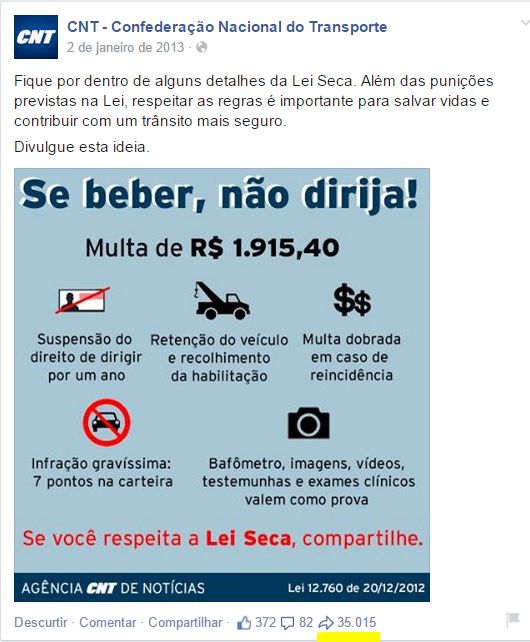 CNT
CNT - Confederação Nacional do Transporte
2 de janeiro de 2013 ·
Fique por dentro de alguns detalhes da Lei Seca. Além das punições
previstas na Lei, respeitar as regras é importante para salvar vidas e
contribuir com um trânsito mais seguro.
Divulgue esta ideia.
Se beber, não dirija!
Multa de R$ 1.915,40
$$
Suspensão do
direito de dirigir
por um ano
Retenção do veículo
e recolhimento
da habilitação
Multa dobrada
em caso de
reincidência
Infração gravíssima:
7 pontos na carteira
Bafômetro, imagens, vídeos,
testemunhas e exames clínicos
valem como prova
Se você respeita a Lei Seca, compartilhe.
AGÊNCIA CNT DE NOTÍCIAS
Lei 12.760 de 20/12/2012
Descurtir · Comentar · Compartilhar · 372 82 35.015